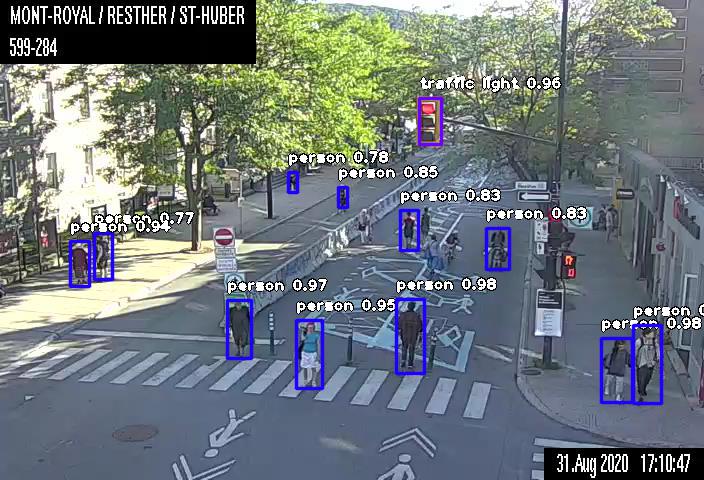 MONT-ROYAL / RESTHER / ST-HUBER
599-284
traffic light 0.96
person 0.78
person 0.85
person 0.83
person 0.83
person 0.77
person 0.94
person 0.97
person 0.95
person 0.98
person 0
person 0.98
31.Aug 2020 17:10:47